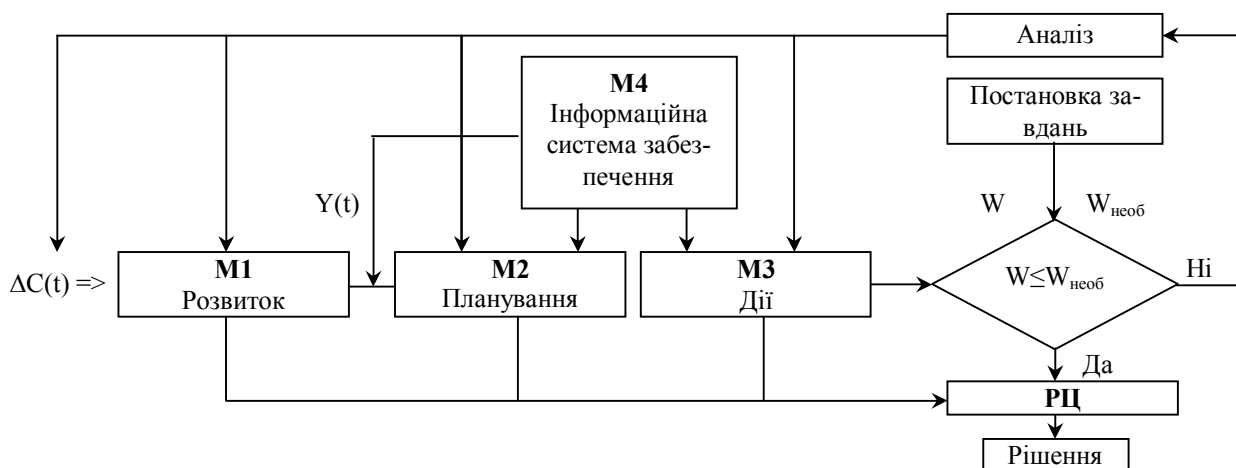 Аналіз
М4
Інформаційна
система забез-
печення
Постановка за-
вдань
Y(t)
W
Wнеоб
ΔC(t) =>
М1
Розвиток
М2
Планування
М3
Дії
W≤Wнеоб
Ні
Да
РЦ
Рішення